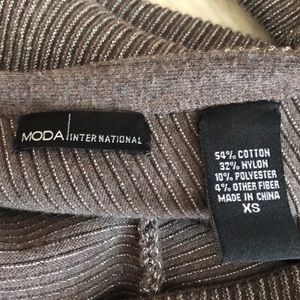 MODA INTERNATIONAL
54% COTTON
32% NYLON
10% POLYESTER
4% OTHER FIBER
MADE IN CHINA
XS